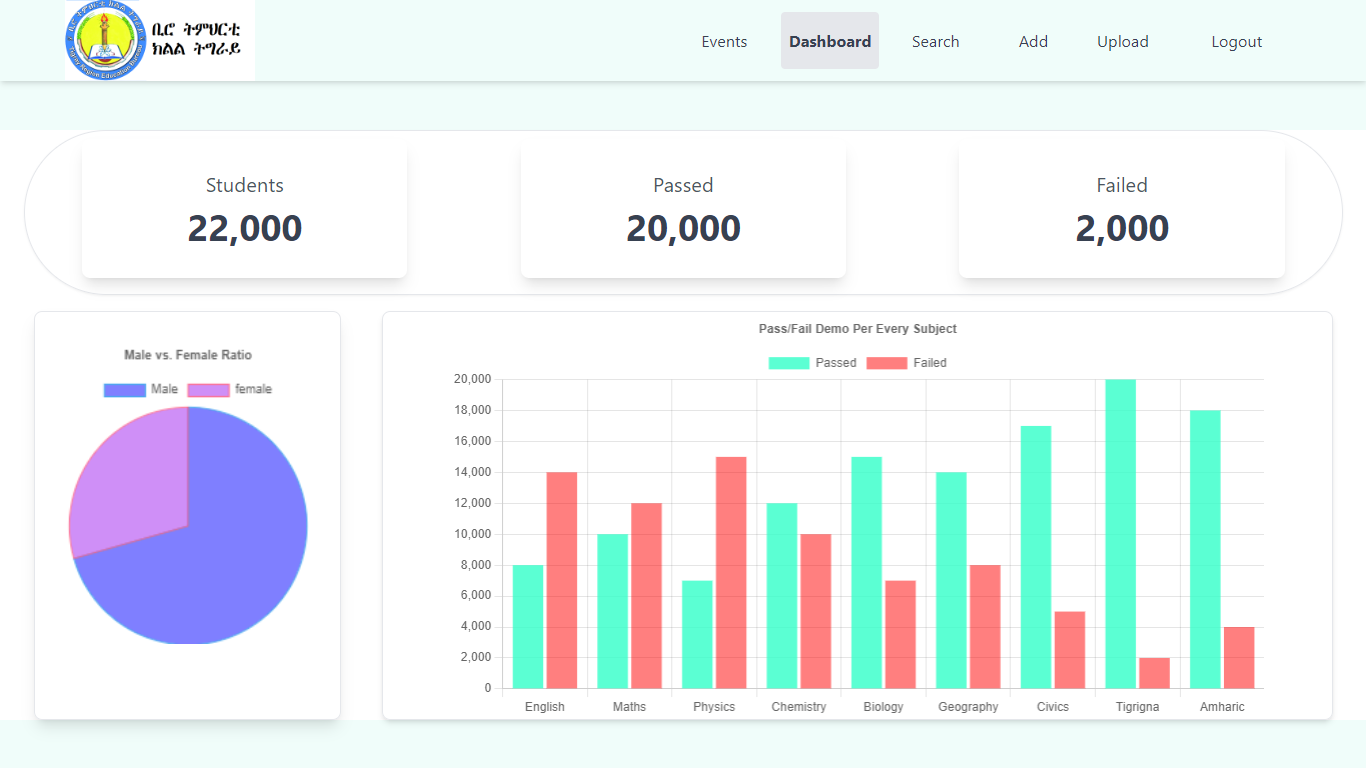 ቢሮ ትምህርቲ
ክልል ትግራይ
Events
Dashboard
Search
Add
Upload
Logout
Students
22,000
Passed
20,000
Failed
2,000
Male vs. Female Ratio
Male
female
Pass/Fail Demo Per Every Subject
Passed
Failed
20,000
18,000
16,000
14,000
12,000
10,000
8,000
6,000
4,000
2,000
0
English
Maths
Physics
Chemistry
Biology
Geography
Civics
Tigrigna
Amharic